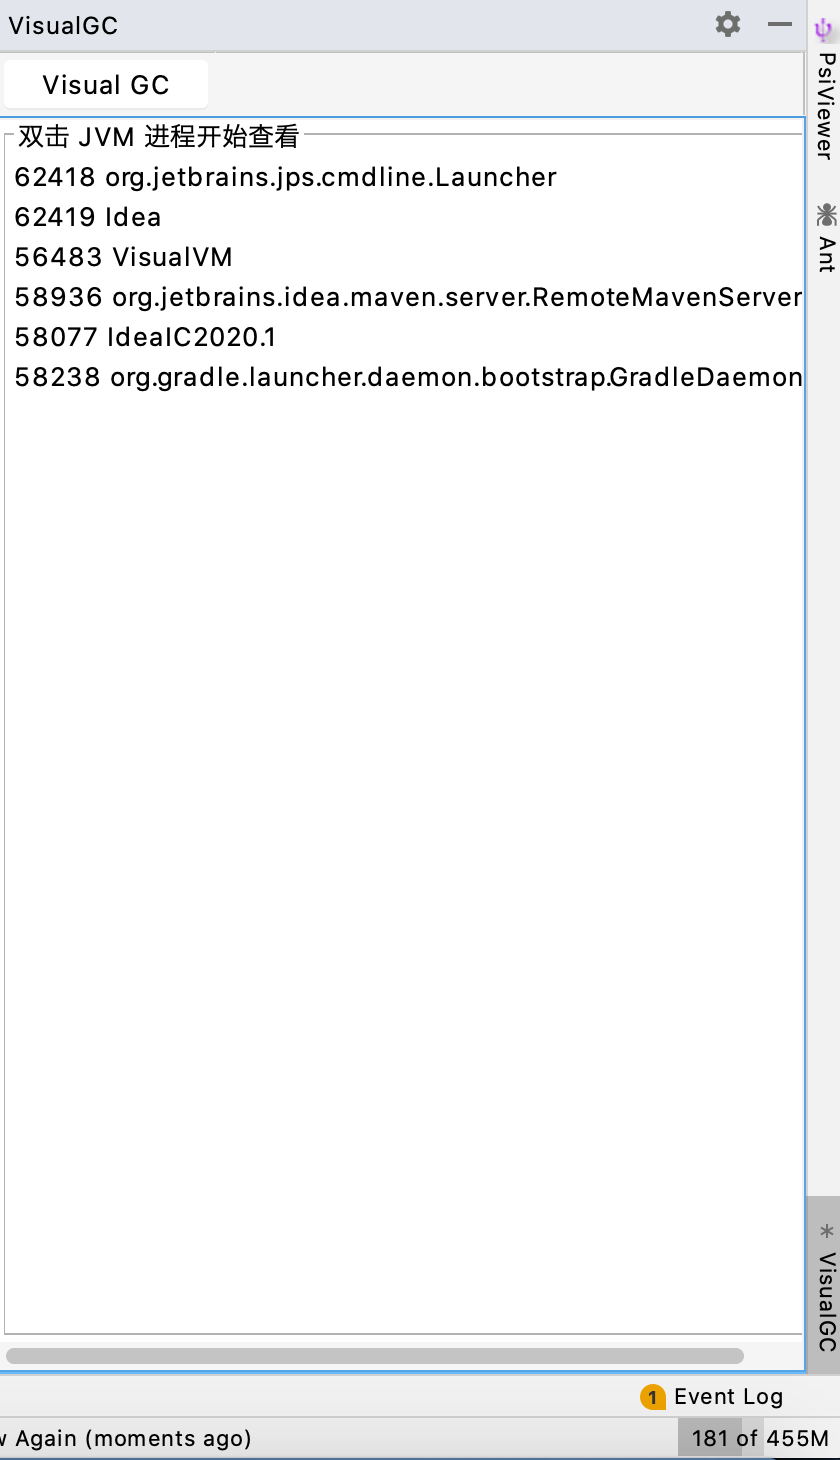 VisualGC
Visual GC
双击 JVM 进程开始查看
62418 org.jetbrains.jps.cmdline.Launcher
62419 Idea
56483 VisualVM
58936 org.jetbrains.idea.maven.server.RemoteMavenServer
58077 IdeaIC2020.1
58238 org.gradle.launcher.daemon.bootstrap.GradleDaemon
PsiViewer
Ant
VisualGC
1 Event Log
Again (moments ago)
181 of 455M